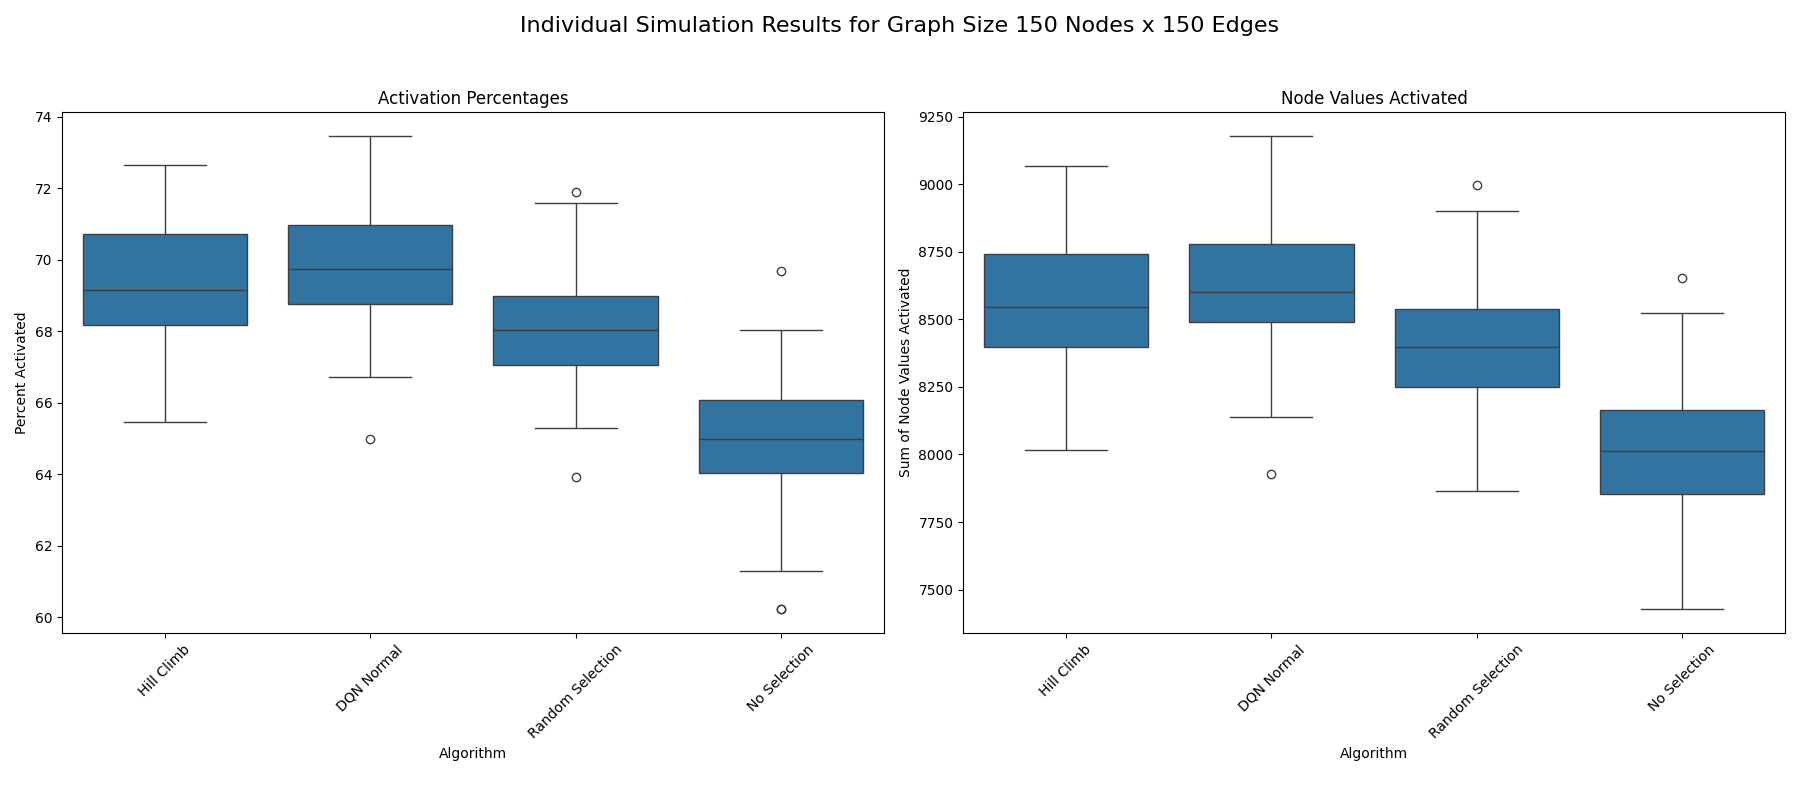 Individual Simulation Results for Graph Size 150 Nodes x 150 Edges
Activation Percentages
74
72
70
68
66
64
62
60
Percent Activated
Hill Climb
DQN Normal
Random Selection
No Selection
Algorithm
Node Values Activated
9250
9000
8750
8500
8250
8000
7750
7500
Sum of Node Values Activated
Hill Climb
DQN Normal
Random Selection
No Selection
Algorithm